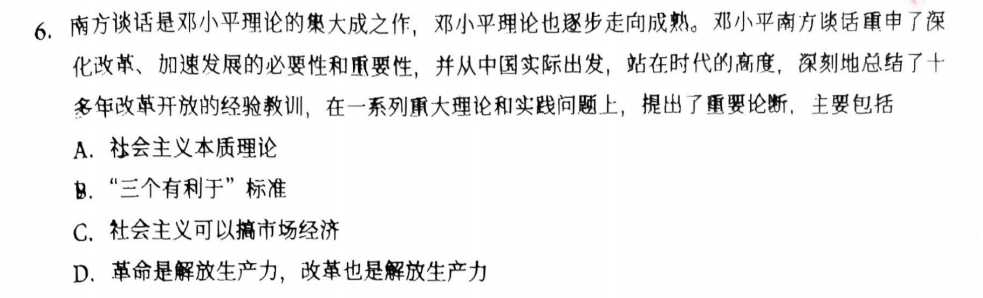 6. 南方谈话是邓小平理论的集大成之作，邓小平理论也逐步走向成熟。邓小平南方谈话重申了深
化改革、加速发展的必要性和重要性，并从中国实际出发，站在时代的高度，深刻地总结了十
多年改革开放的经验教训，在一系列重大理论和实践问题上，提出了重要论断，主要包括
A. 社会主义本质理论
B. “三个有利于”标准
C. 社会主义可以搞市场经济
D. 革命是解放生产力，改革也是解放生产力